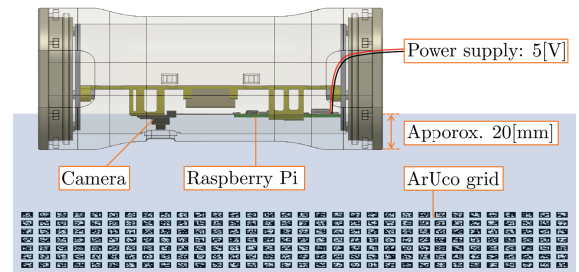 Power supply: 5[V]
Apporox. 20[mm]
Camera
Raspberry Pi
ArUco grid